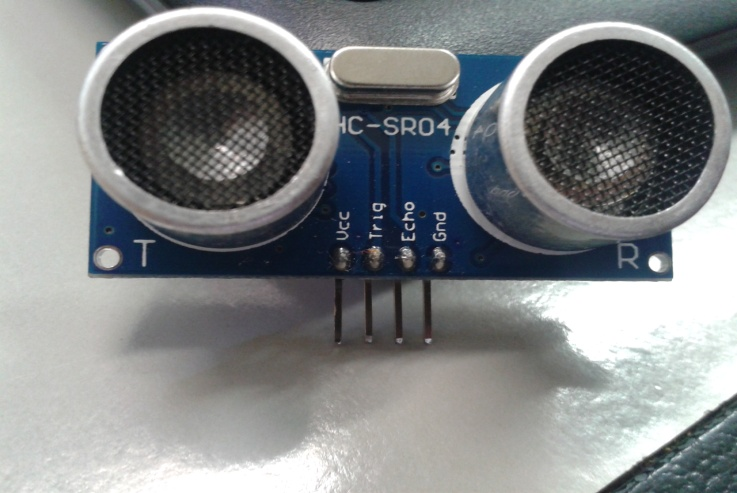 HC-SR04
Vcc
Trig
Echo
Gnd
T
R